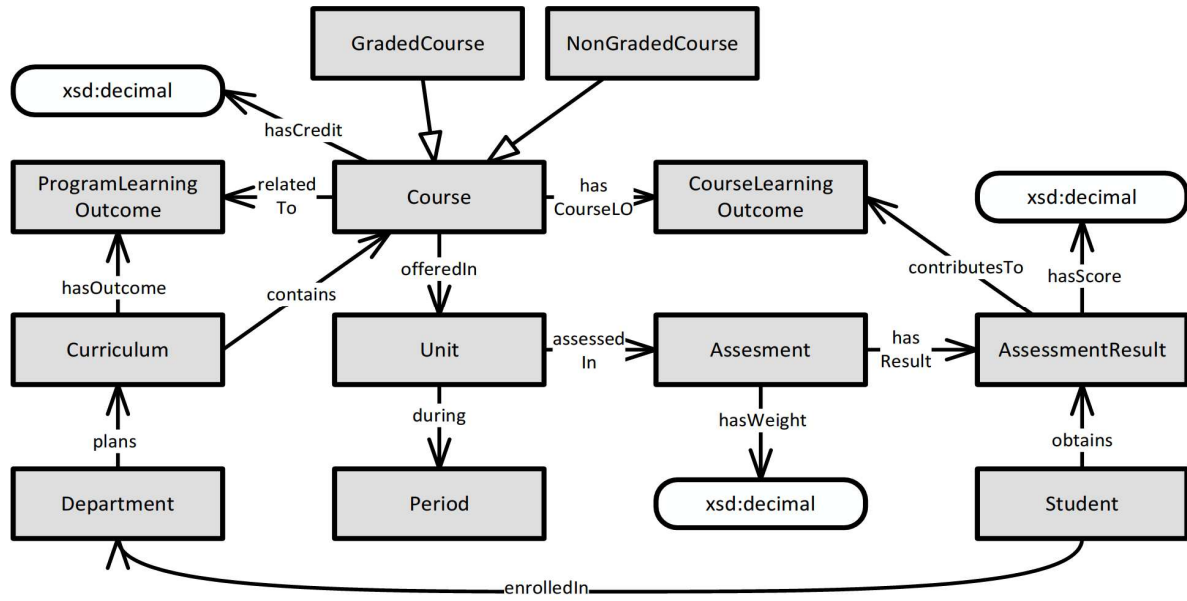 GradedCourse
NonGradedCourse
xsd:decimal
hasCredit
ProgramLearning
Outcome
related
To
Course
has
CourseLO
CourseLearning
Outcome
xsd:decimal
hasOutcome
contains
offeredIn
contributesTo
hasScore
Curriculum
Unit
assessed
In
Assesment
has
Result
AssessmentResult
plans
during
hasWeight
obtains
Department
Period
xsd:decimal
Student
enrolledIn